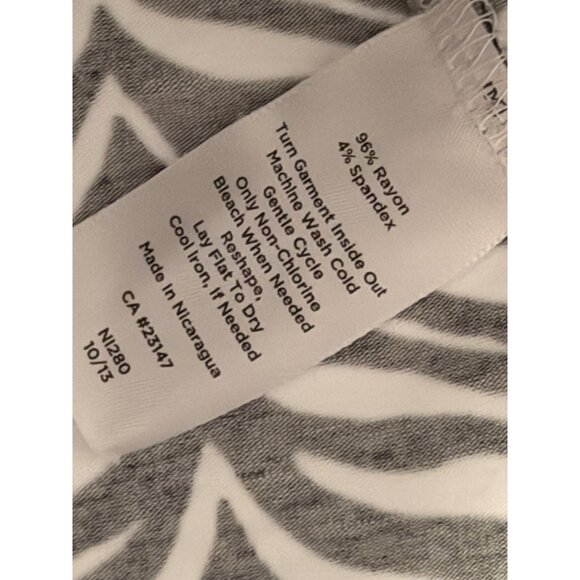 96% Rayon
4% Spandex
Turn Garment Inside Out
Machine Wash Cold
Gentle Cycle
Only Non-Chlorine
Bleach When Needed
Reshape,
Lay Flat To Dry
Cool Iron, If Needed
Made In Nicaragua
CA #23147
NI280
10/13